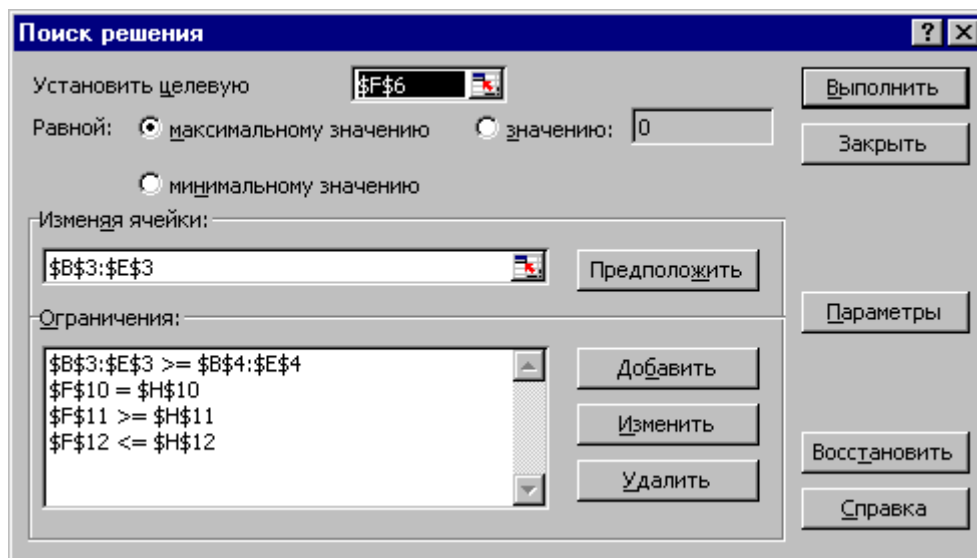 Поиск решения
Установить целевую $F$6 Выполнить
Равной: максимальному значению значению: 0 Закрыть
минимальному значению
Изменяя ячейки:
$B$3:$E$3 Предположить
Ограничения: Параметры
$B$3:$E$3 >= $B$4:$E$4 Добавить
$F$10 = $H$10
$F$11 >= $H$11 Изменить
$F$12 <= $H$12 Восстановить
Удалить
Справка